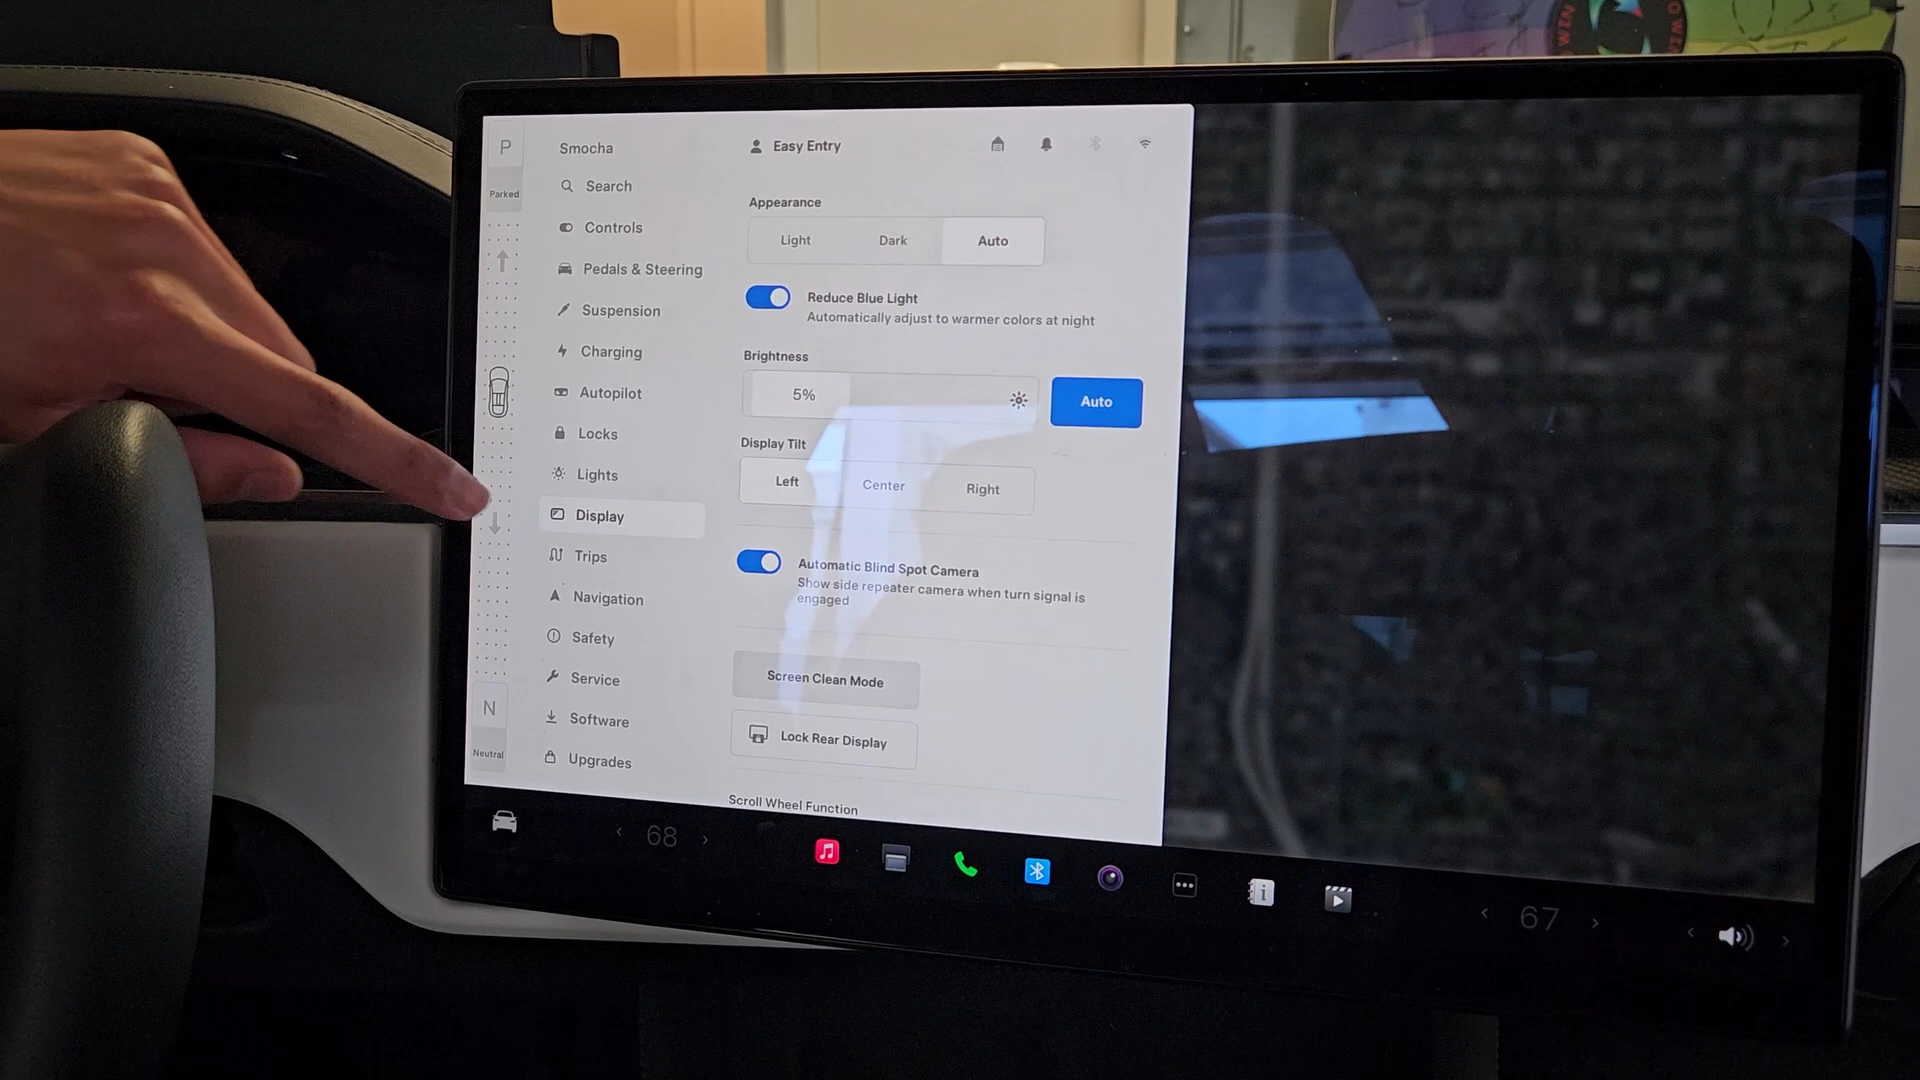 P
Parked
N
Neutral
Smocha
Search
Controls
Pedals & Steering
Suspension
Charging
Autopilot
Locks
Lights
Display
Trips
Navigation
Safety
Service
Software
Upgrades
Easy Entry
Appearance
Light Dark Auto
Reduce Blue Light
Automatically adjust to warmer colors at night
Brightness
5% Auto
Display Tilt
Left Center Right
Automatic Blind Spot Camera
Show side repeater camera when turn signal is
engaged
Screen Clean Mode
Lock Rear Display
Scroll Wheel Function
68
67